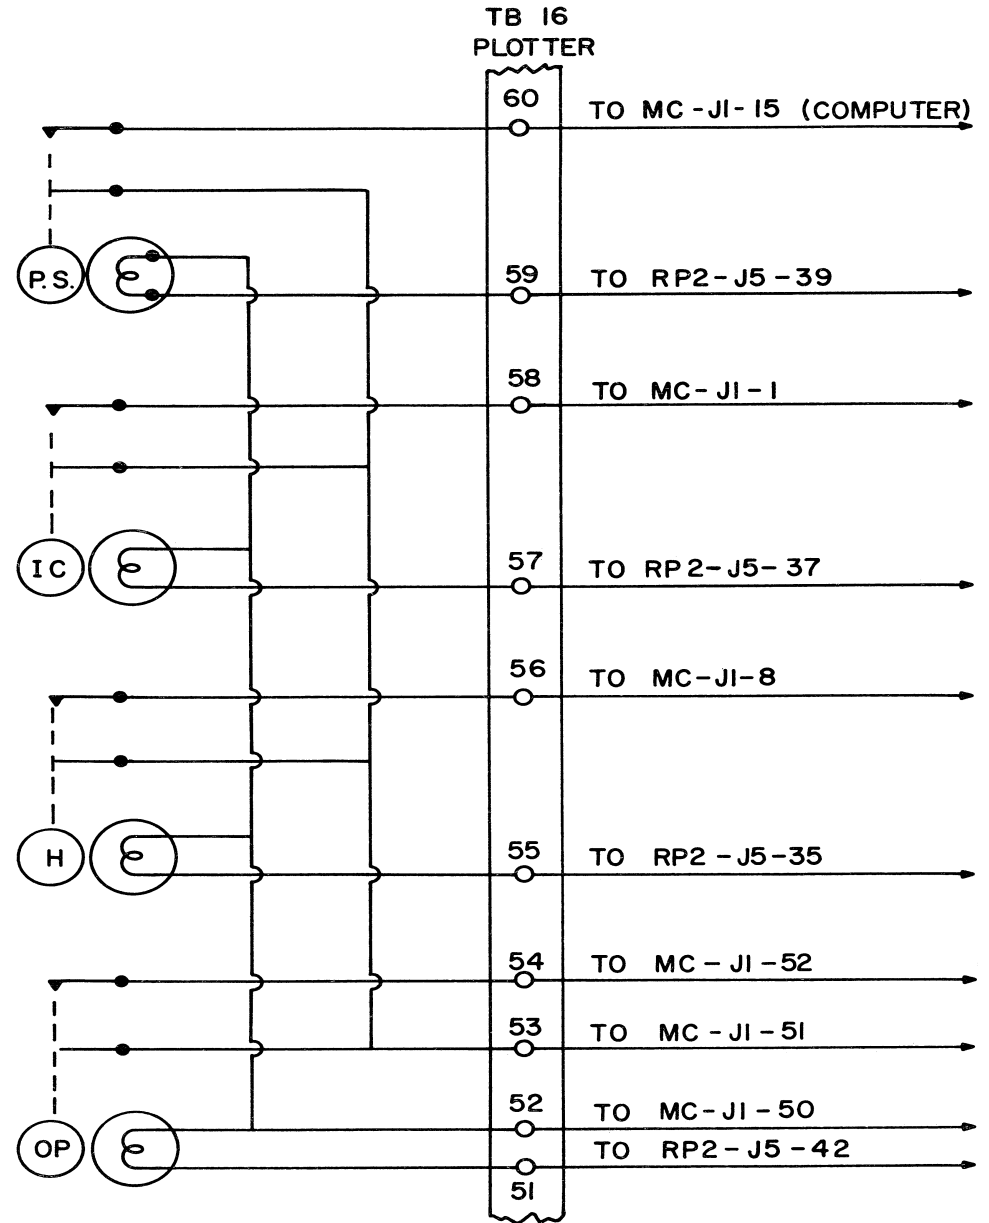 TB 16
PLOTTER
60
TO MC-J1-15 (COMPUTER)
P.S.
59
TO RP2-J5-39
58
TO MC-J1-1
IC
57
TO RP2-J5-37
56
TO MC-J1-8
H
55
TO RP2-J5-35
54
TO MC-J1-52
53
TO MC-J1-51
52
TO MC-J1-50
OP
TO RP2-J5-42
51